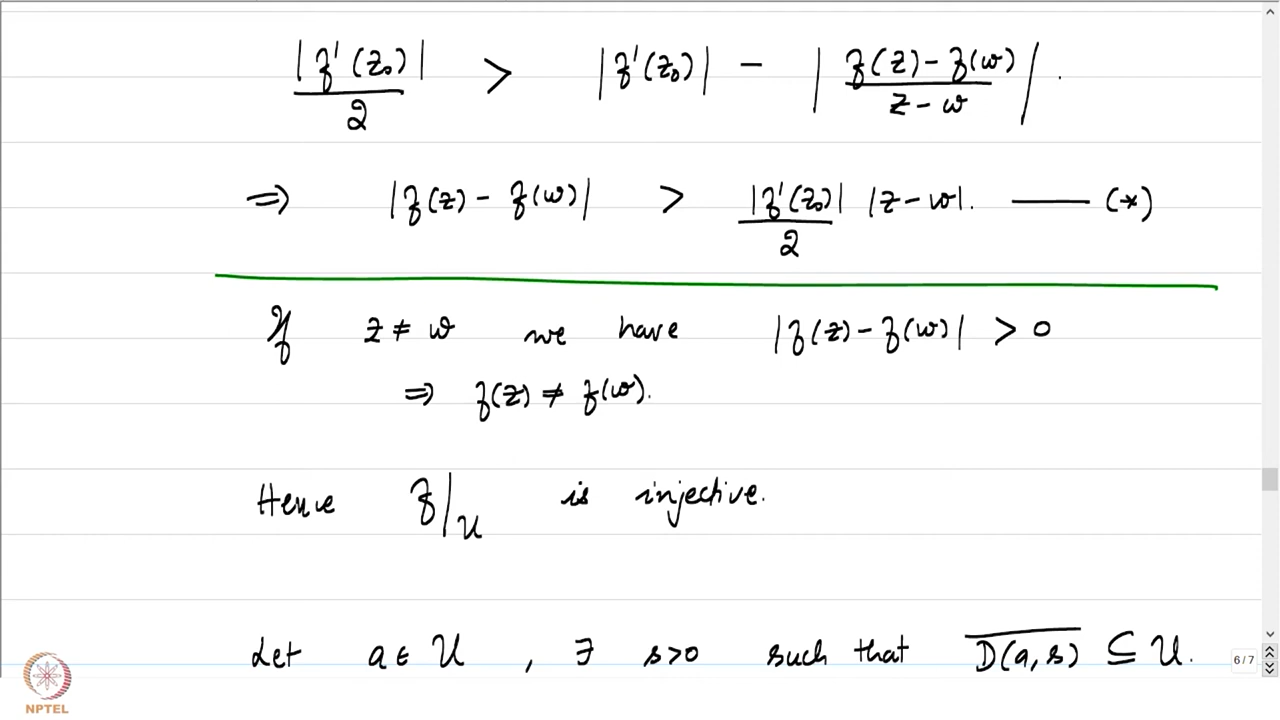 |f'(z₀)|/2 > |f'(z₀)| - |(f(z) - f(w))/(z - w)|.
⇒ |f(z) - f(w)| > |f'(z₀)|/2 |z - w|. —— (*)
If z ≠ w we have |f(z) - f(w)| > 0
⇒ f(z) ≠ f(w).
Hence f|_U is injective.
Let a ∈ U, ∃ s>0 such that \overline{D(a,s)} ⊆ U.
6 / 7
NPTEL